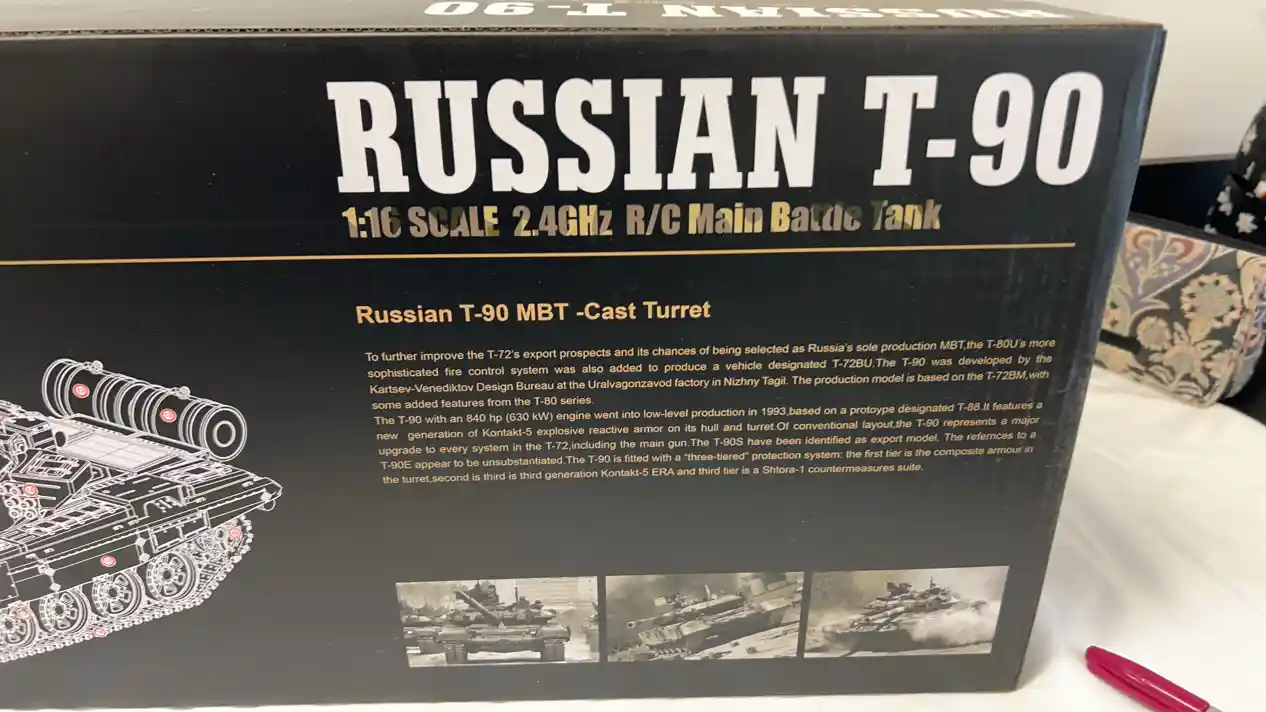 RUSSIAN T-90
RUSSIAN T-90
1:16 SCALE 2.4GHz R/C Main Battle Tank
Russian T-90 MBT -Cast Turret
To further improve the T-72's export prospects and its chances of being selected as Russia's sole production MBT,the T-80U's more
sophisticated fire control system was also added to produce a vehicle designated T-72BU.The T-90 was developed by the
Kartsev-Venediktov Design Bureau at the Uralvagonzavod factory in Nizhny Tagil. The production model is based on the T-72BM,with
some added features from the T-80 series.
The T-90 with an 840 hp (630 kW) engine went into low-level production in 1993,based on a protoype designated T-88.It features a
new generation of Kontakt-5 explosive reactive armor on its hull and turret.Of conventional layout,the T-90 represents a major
upgrade to every system in the T-72,including the main gun.The T-90S have been identified as export model. The refernces to a
T-90E appear to be unsubstantiated.The T-90 is fitted with a "three-tiered" protection system: the first tier is the composite armour in
the turret,second is third is third generation Kontakt-5 ERA and third tier is a Shtora-1 countermeasures suite.